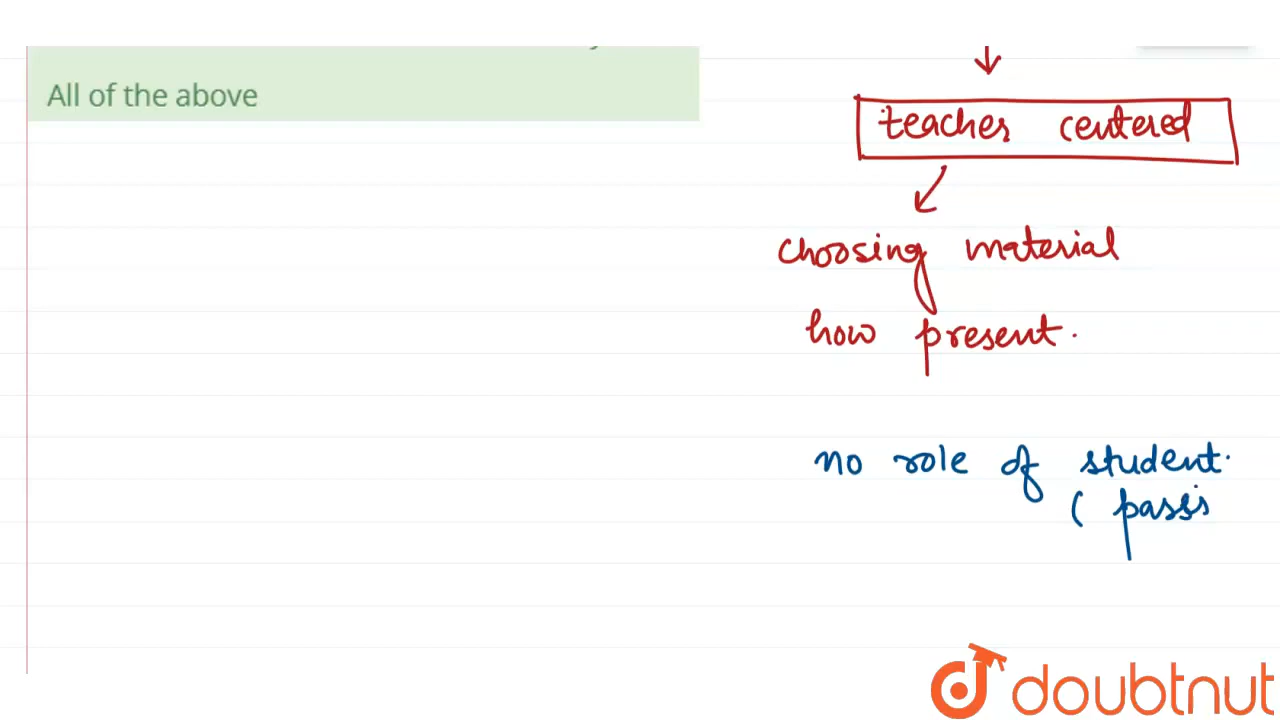 All of the above
teacher centered
choosing material
how present.
no role of student.
( passi
doubtnut